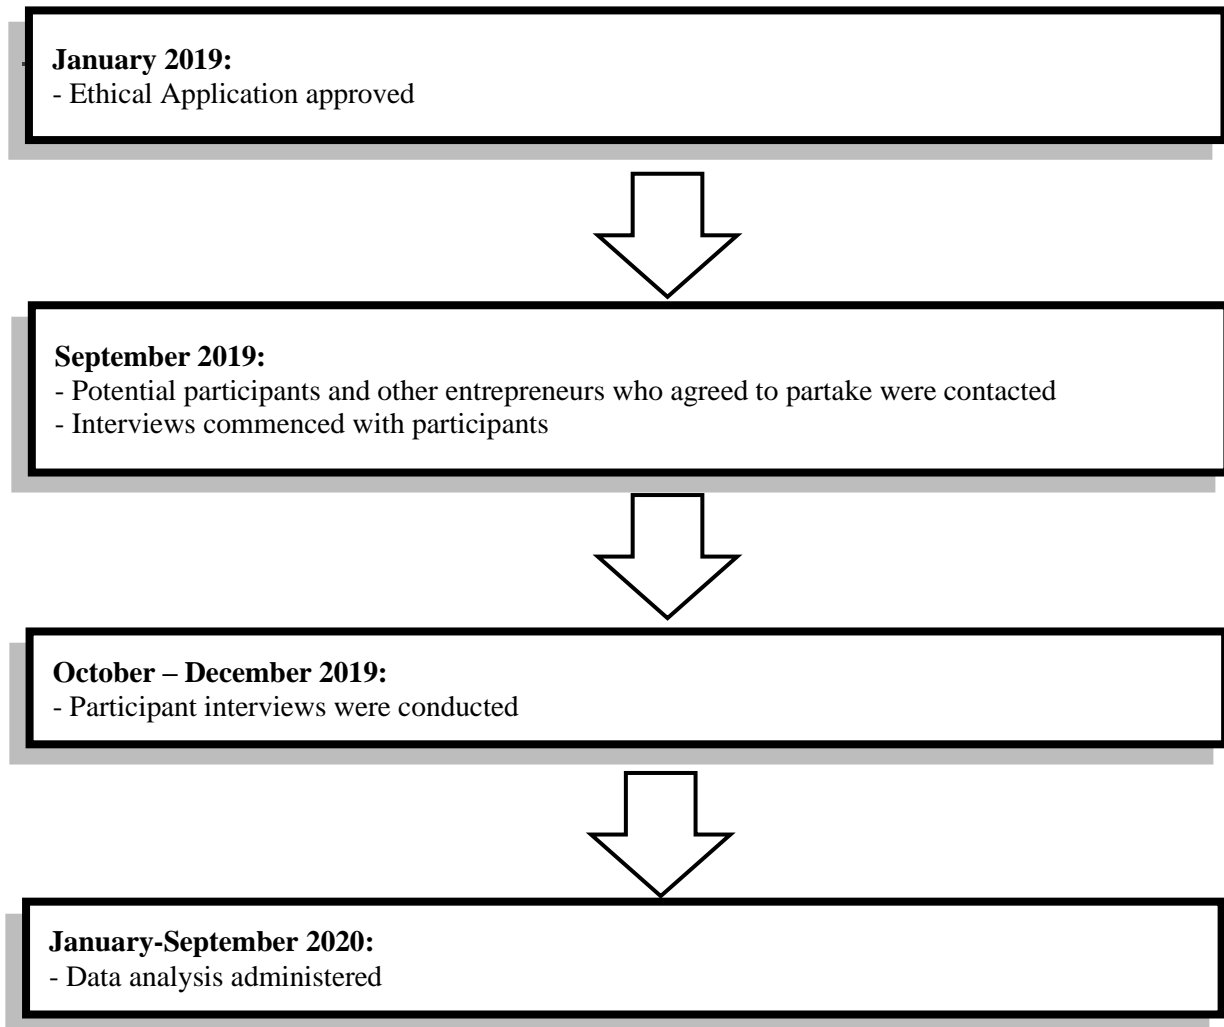 January 2019:
- Ethical Application approved
September 2019:
- Potential participants and other entrepreneurs who agreed to partake were contacted
- Interviews commenced with participants
October – December 2019:
- Participant interviews were conducted
January-September 2020:
- Data analysis administered